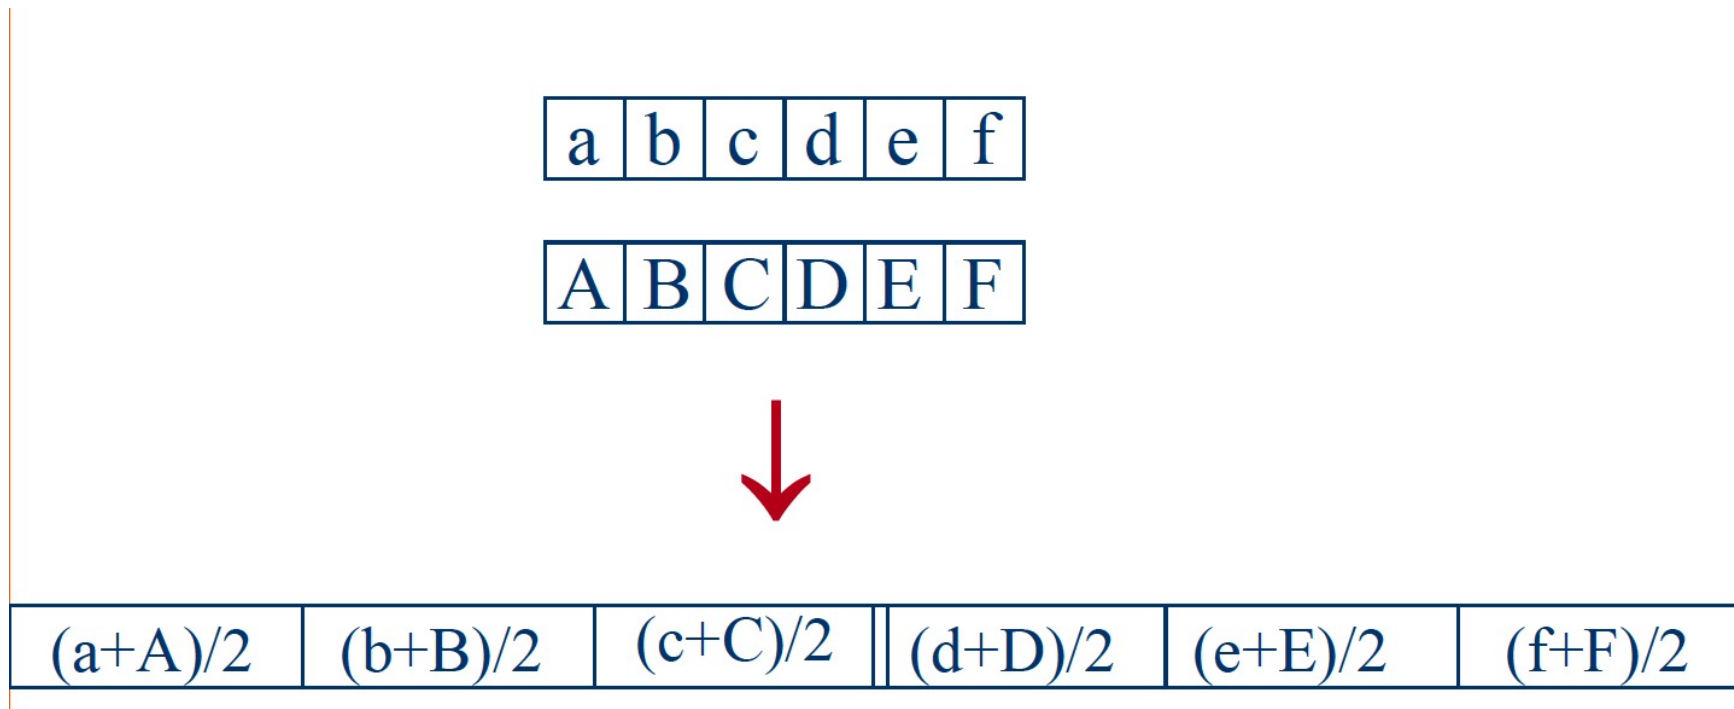 a b c d e f
A B C D E F
(a+A)/2 (b+B)/2 (c+C)/2 (d+D)/2 (e+E)/2 (f+F)/2